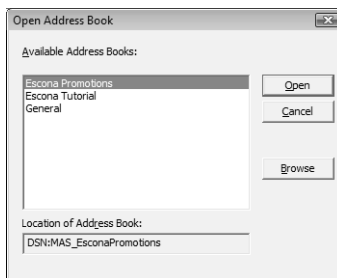 Open Address Book
Available Address Books:
Escona Promotions
Escona Tutorial
General
Open
Cancel
Browse
Location of Address Book:
DSN:MAS_EsconaPromotions